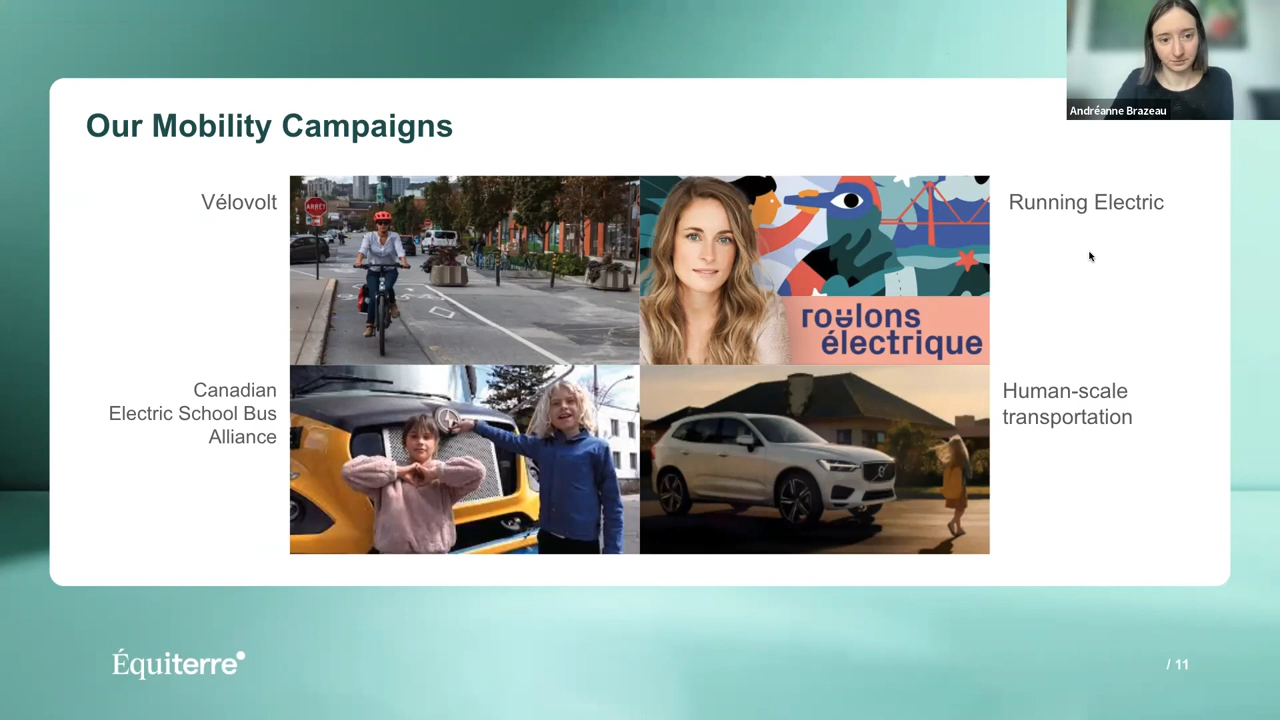 Andréanne Brazeau
Our Mobility Campaigns
Vélovolt
ARRÊT
Running Electric
roulons
électrique
Canadian
Electric School Bus
Alliance
Human-scale
transportation
Équiterre
/ 11